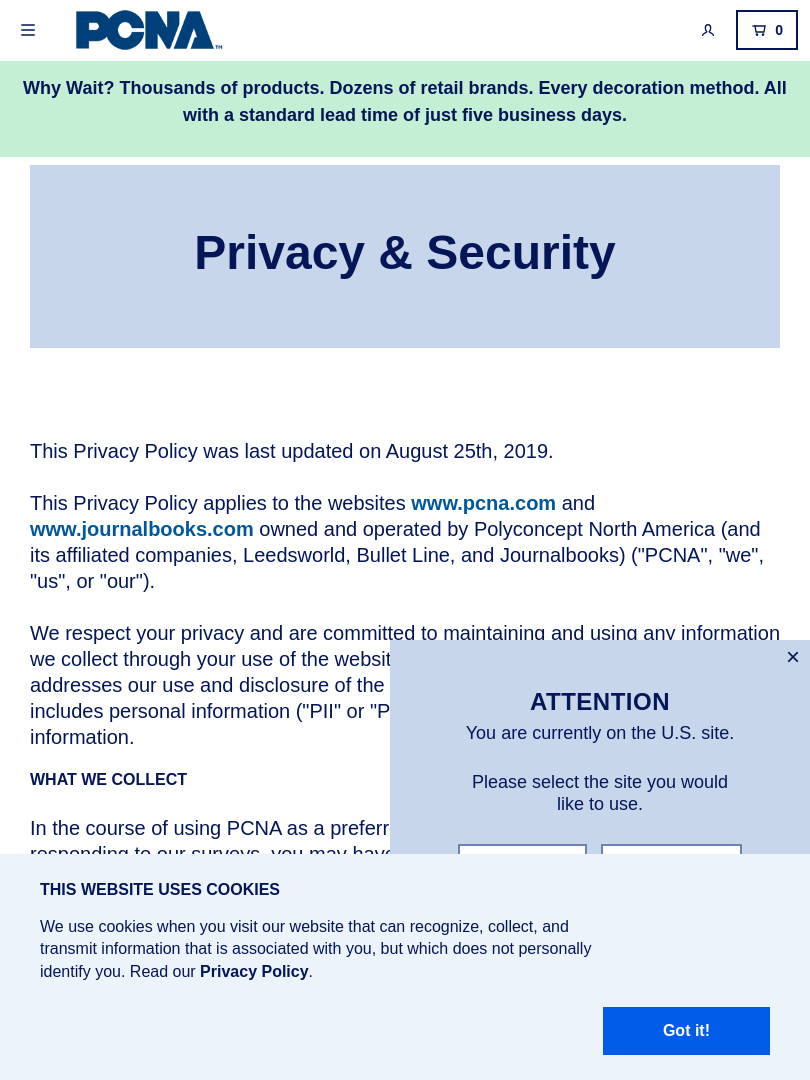 PCNA™
0
Why Wait? Thousands of products. Dozens of retail brands. Every decoration method. All
with a standard lead time of just five business days.
Privacy & Security
This Privacy Policy was last updated on August 25th, 2019.
This Privacy Policy applies to the websites www.pcna.com and
www.journalbooks.com owned and operated by Polyconcept North America (and
its affiliated companies, Leedsworld, Bullet Line, and Journalbooks) ("PCNA", "we",
"us", or "our").
We respect your privacy and are committed to maintaining and using any information
we collect through your use of the websit
addresses our use and disclosure of the
includes personal information ("PII" or "P
information.
WHAT WE COLLECT
In the course of using PCNA as a preferr
responding to our surveys, you may have
×
ATTENTION
You are currently on the U.S. site.
Please select the site you would
like to use.
THIS WEBSITE USES COOKIES
We use cookies when you visit our website that can recognize, collect, and
transmit information that is associated with you, but which does not personally
identify you. Read our Privacy Policy.
Got it!